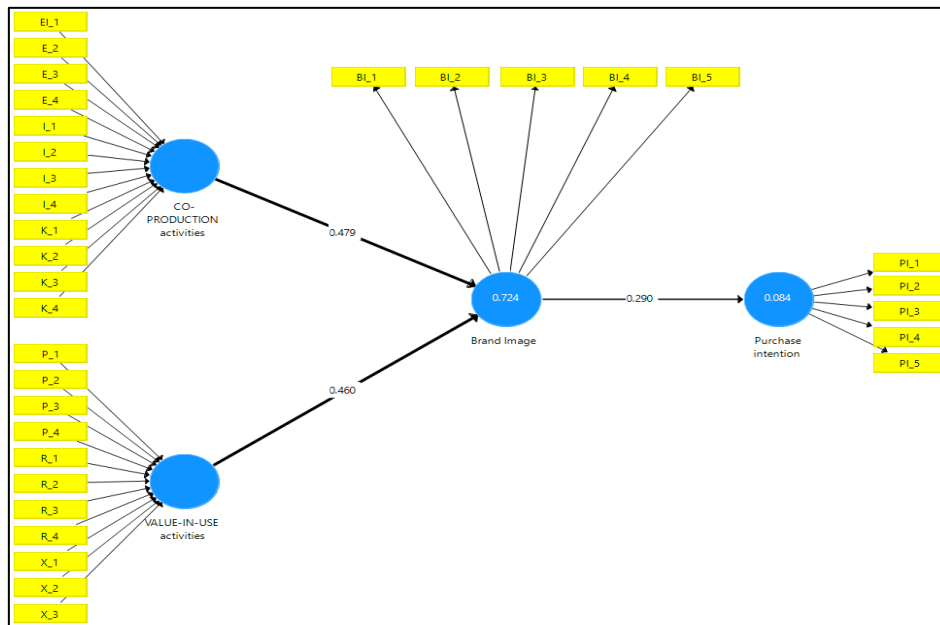 EI_1
E_2
E_3
E_4
I_1
I_2
I_3
I_4
K_1
K_2
K_3
K_4
CO-
PRODUCTION
activities
0.479
BI_1
BI_2
BI_3
BI_4
BI_5
P_1
P_2
P_3
P_4
R_1
R_2
R_3
R_4
X_1
X_2
X_3
VALUE-IN-USE
activities
0.460
0.724
Brand Image
0.290
0.084
Purchase
intention
PI_1
PI_2
PI_3
PI_4
PI_5